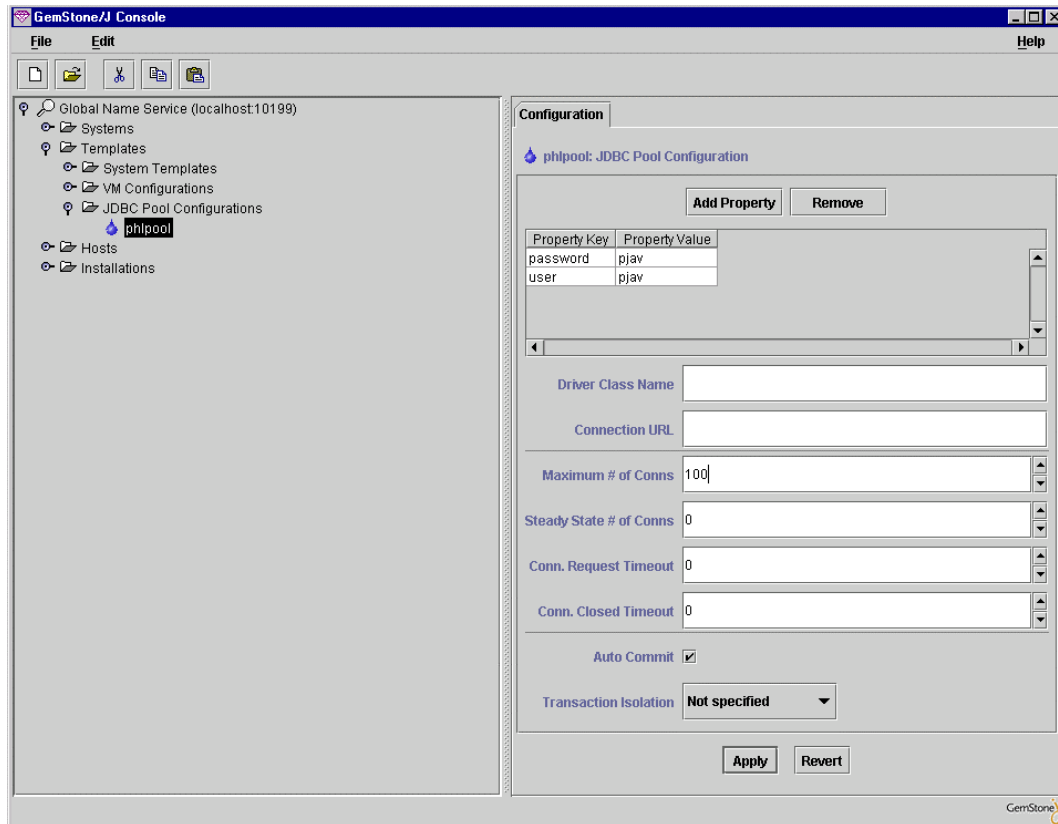 GemStone/J Console
File Edit Help
Global Name Service (localhost:10199)
Systems
Templates
System Templates
VM Configurations
JDBC Pool Configurations
phlpool
Hosts
Installations
Configuration
phlpool: JDBC Pool Configuration
Add Property Remove
Property Key Property Value
password pjav
user pjav
Driver Class Name
Connection URL
Maximum # of Conns 100
Steady State # of Conns 0
Conn. Request Timeout 0
Conn. Closed Timeout 0
Auto Commit
Transaction Isolation Not specified
Apply Revert
GemStone